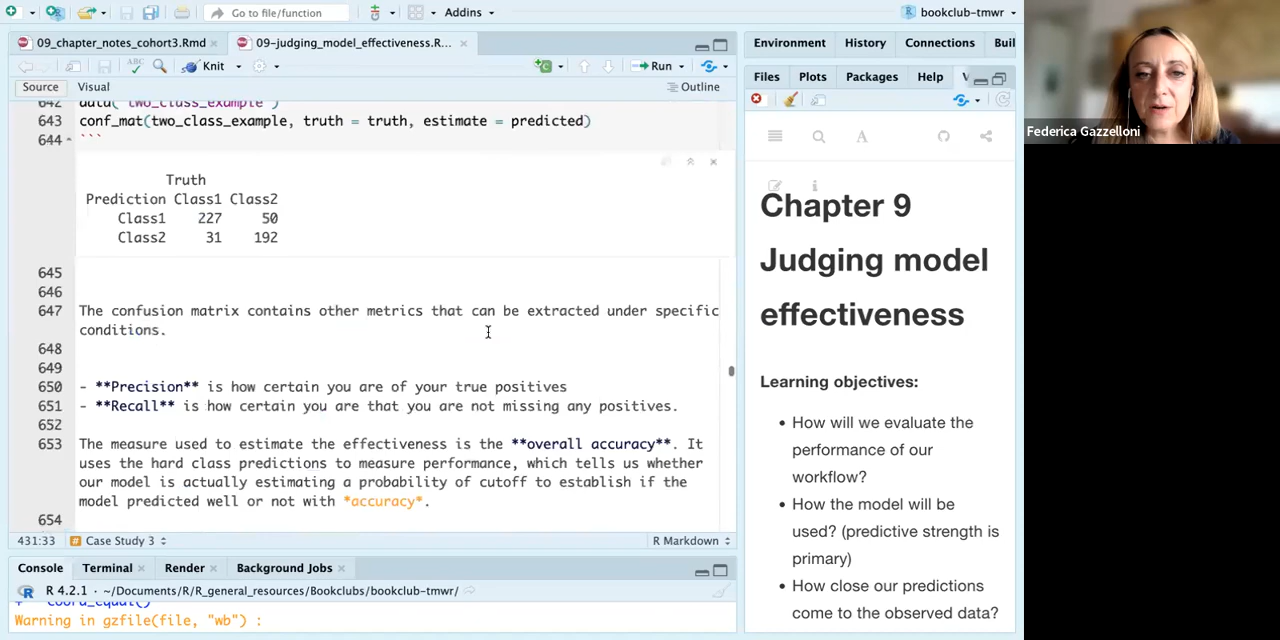 Go to file/function
Addins
bookclub-tmwr
09_chapter_notes_cohort3.Rmd
09-judging_model_effectiveness.R...
Knit
Run
Source
Visual
Outline
642 data("two_class_example")
643 conf_mat(two_class_example, truth = truth, estimate = predicted)
644 ```
Truth
Prediction Class1 Class2
Class1 227 50
Class2 31 192
645
646
647 The confusion matrix contains other metrics that can be extracted under specific
conditions.
648
649
650 - **Precision** is how certain you are of your true positives
651 - **Recall** is how certain you are that you are not missing any positives.
652
653 The measure used to estimate the effectiveness is the **overall accuracy**. It
uses the hard class predictions to measure performance, which tells us whether
our model is actually estimating a probability of cutoff to establish if the
model predicted well or not with *accuracy*.
654
431:33
# Case Study 3
R Markdown
Console
Terminal
Render
Background Jobs
R 4.2.1 · ~/Documents/R/R_general_resources/Bookclubs/bookclub-tmwr/
+ coord_equal()
Warning in gzfile(file, "wb") :
Environment
History
Connections
Buil
Files
Plots
Packages
Help
V
Chapter 9
Judging model
effectiveness
Learning objectives:
• How will we evaluate the
performance of our
workflow?
• How the model will be
used? (predictive strength is
primary)
• How close our predictions
come to the observed data?
Federica Gazzelloni